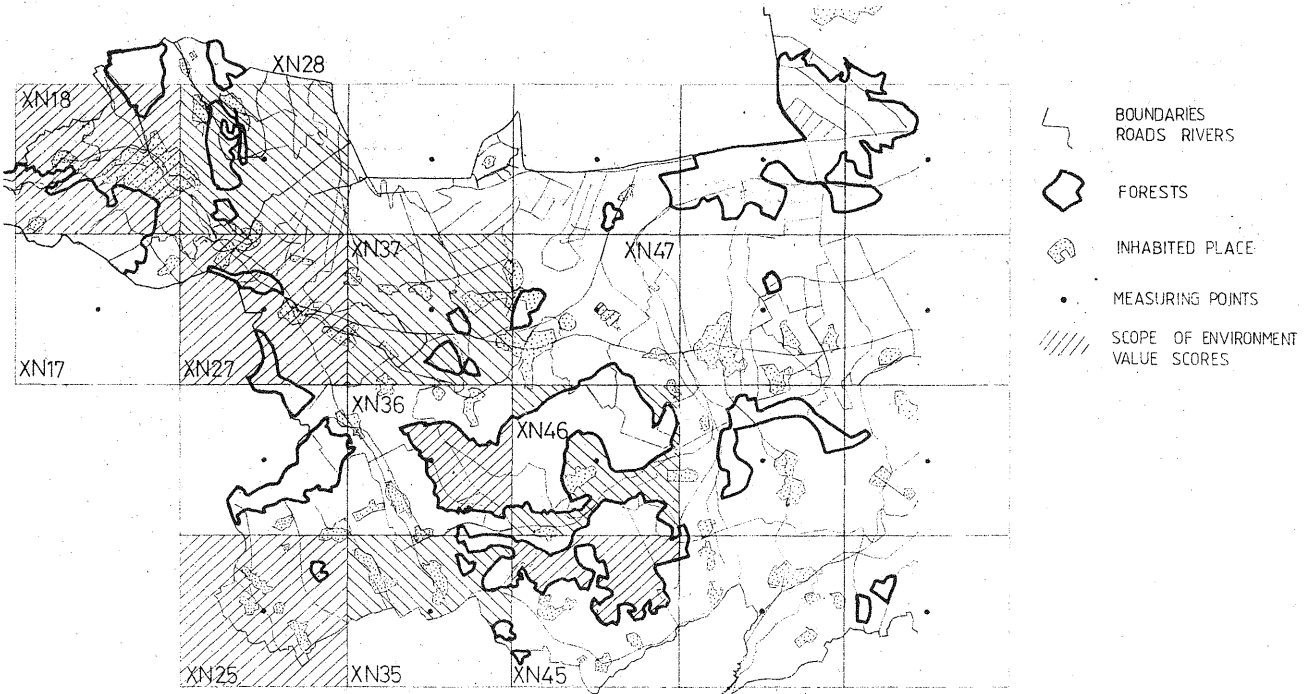 XN28
XN18
BOUNDARIES
ROADS RIVERS
FORESTS
XN37
XN47
INHABITED PLACE
MEASURING POINTS
SCOPE OF ENVIRONMENT
VALUE SCORES
XN17
XN27
XN36
XN46
XN25
XN35
XN45